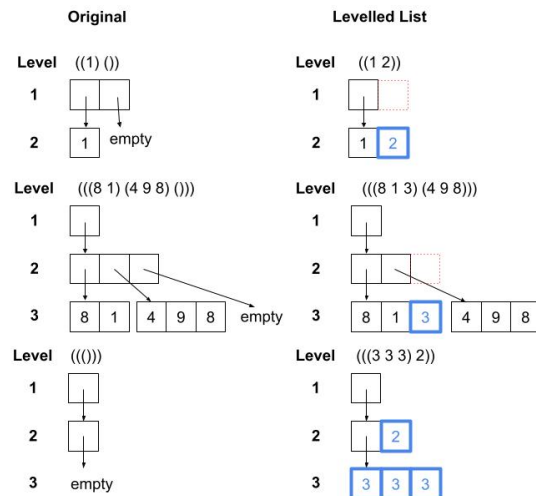 Original
Levelled List
Level ((1) ())
Level ((1 2))
1
1
2 1 empty
2 1 2
Level (((8 1) (4 9 8) ()))
Level (((8 1 3) (4 9 8)))
1
1
2
2
3 8 1 4 9 8 empty
3 8 1 3 4 9 8
Level ((()))
Level (((3 3 3) 2))
1
1
2
2 2
3 empty
3 3 3 3